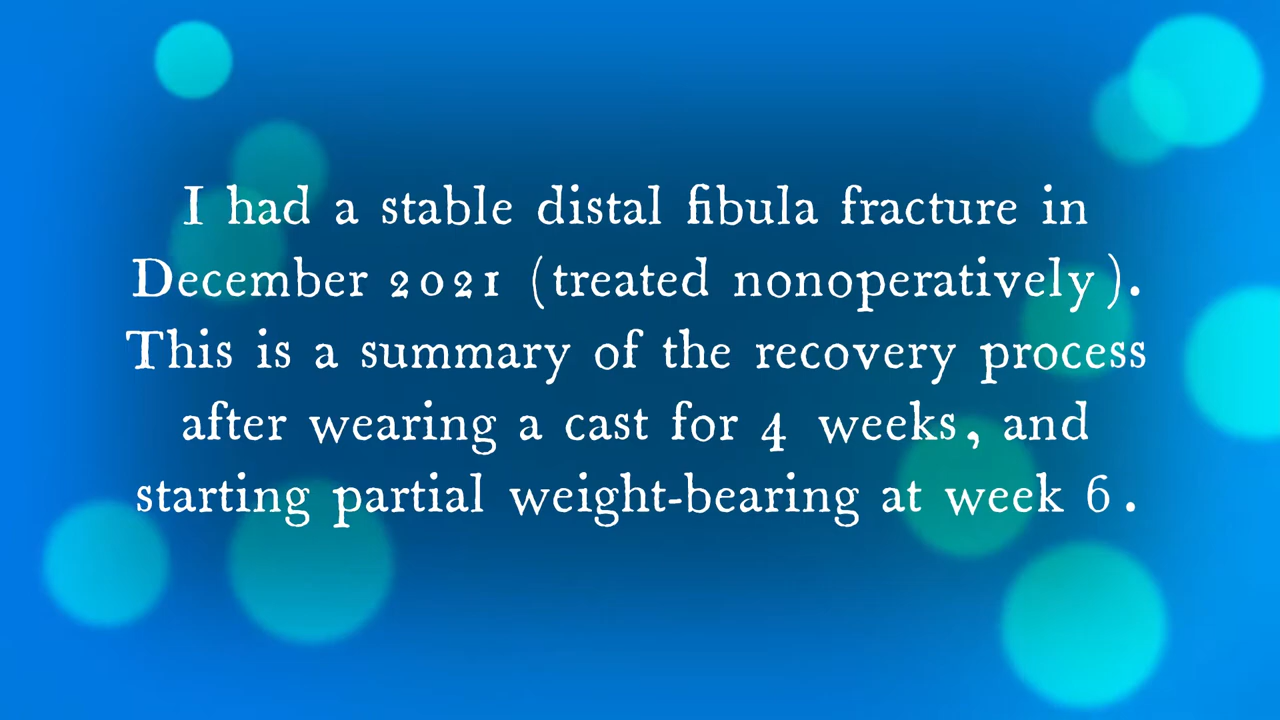 I had a stable distal fibula fracture in
December 2021 (treated nonoperatively).
This is a summary of the recovery process
after wearing a cast for 4 weeks, and
starting partial weight-bearing at week 6.